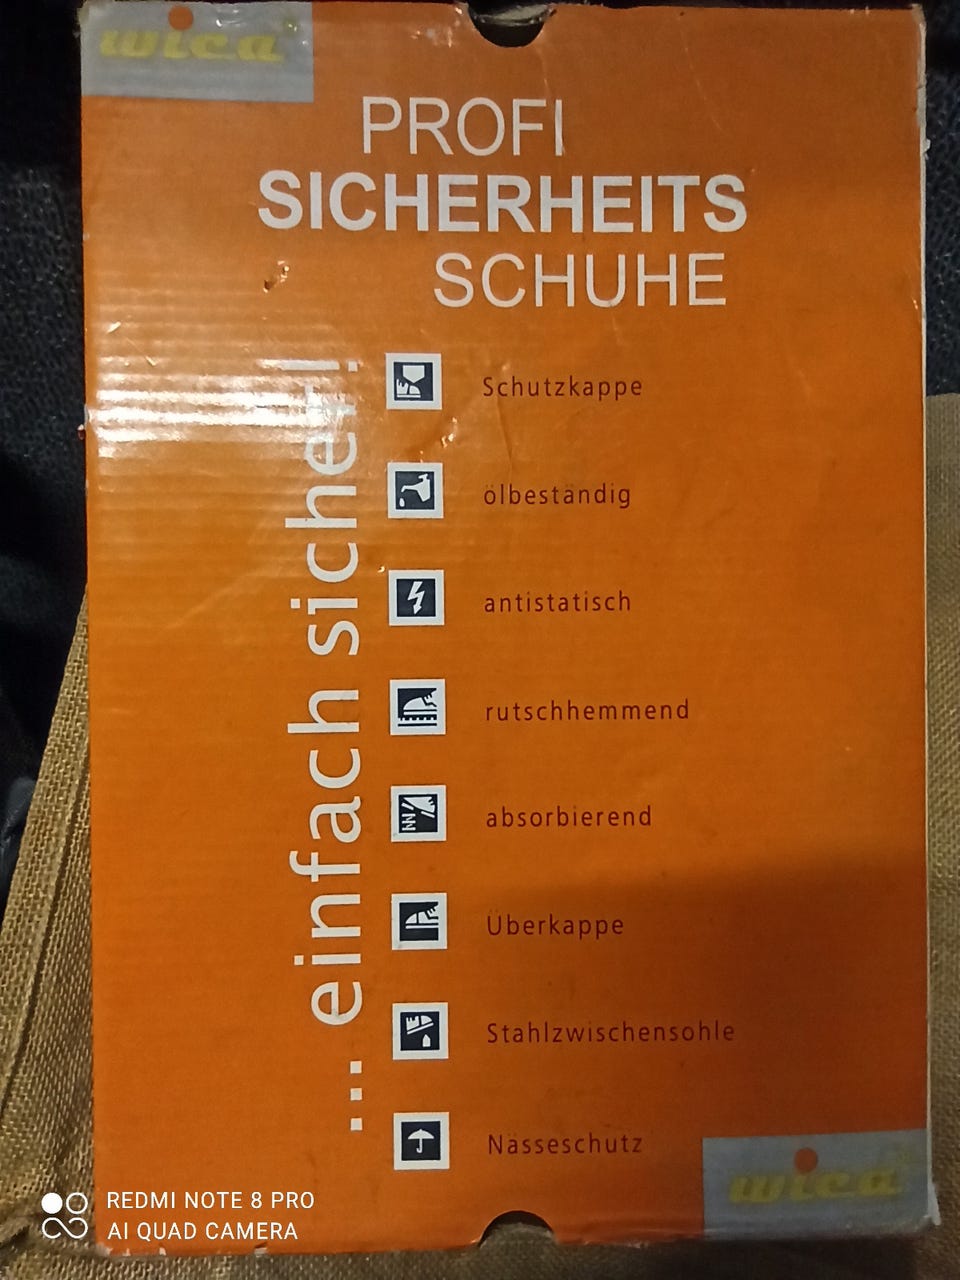 wica
PROFI
SICHERHEITS
SCHUHE
... einfach sicher!
Schutzkappe
ölbeständig
antistatisch
rutschhemmend
absorbierend
Überkappe
Stahlzwischensohle
Nässeschutz
wica
REDMI NOTE 8 PRO
AI QUAD CAMERA